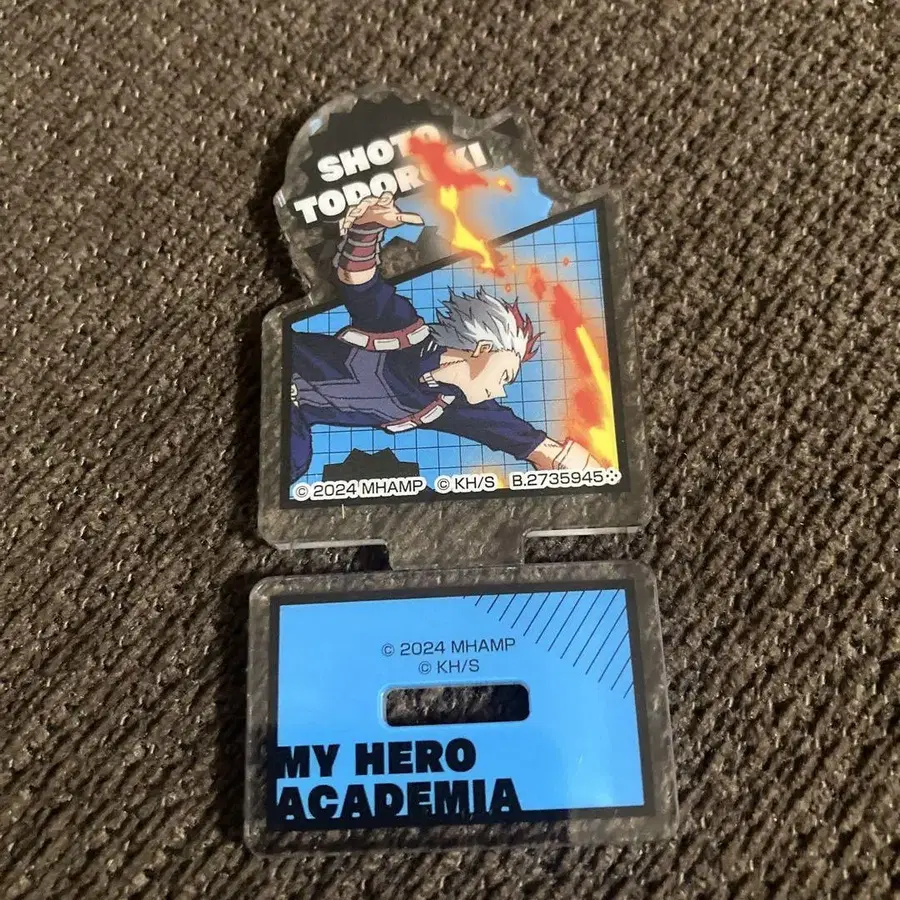 SHOTO
TODOROKI
© 2024 MHAMP © KH/S B.2735945
© 2024 MHAMP
© KH/S
MY HERO
ACADEMIA